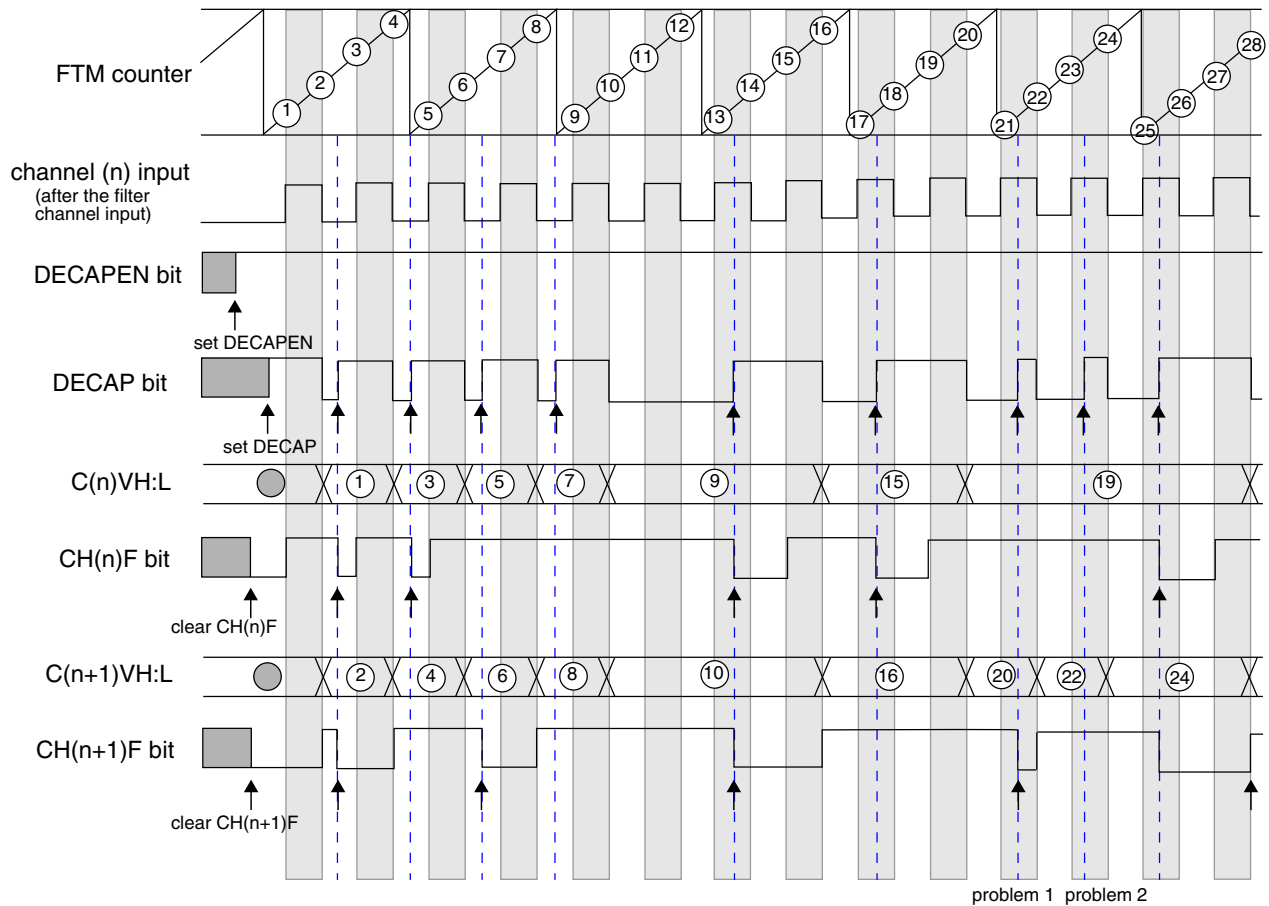 FTM counter
1 2 3 4 5 6 7 8 9 10 11 12 13 14 15 16 17 18 19 20 21 22 23 24 25 26 27 28
channel (n) input
(after the filter
channel input)
DECAPEN bit
set DECAPEN
DECAP bit
set DECAP
C(n)VH:L
1 3 5 7 9 15 19
CH(n)F bit
clear CH(n)F
C(n+1)VH:L
2 4 6 8 10 16 20 22 24
CH(n+1)F bit
clear CH(n+1)F
problem 1 problem 2